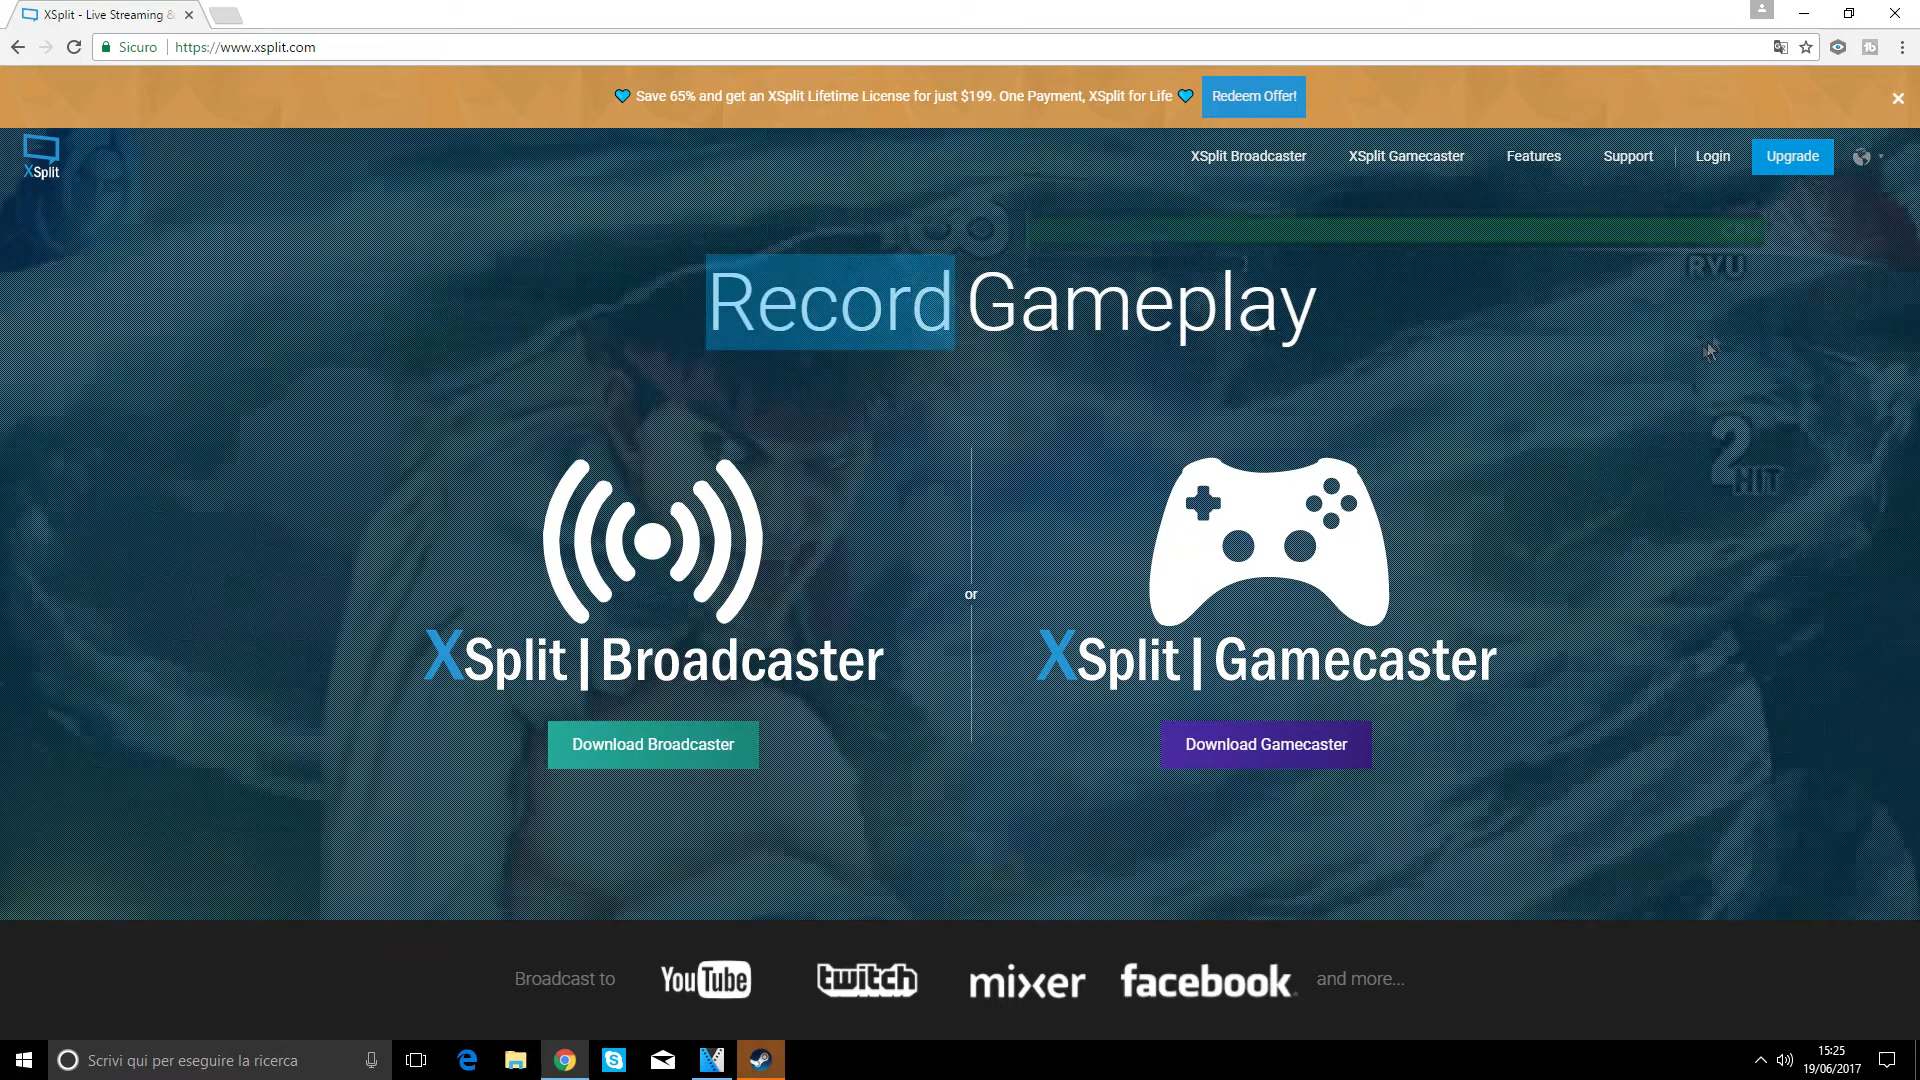 XSplit - Live Streaming &
Sicuro
https://www.xsplit.com
Save 65% and get an XSplit Lifetime License for just $199. One Payment, XSplit for Life
Redeem Offer!
XSplit
XSplit Broadcaster
XSplit Gamecaster
Features
Support
Login
Upgrade
RYU
Record Gameplay
2 HIT
or
XSplit | Broadcaster
XSplit | Gamecaster
Download Broadcaster
Download Gamecaster
Broadcast to
YouTube
twitch
mixer
facebook
and more...
Scrivi qui per eseguire la ricerca
15:25
19/06/2017